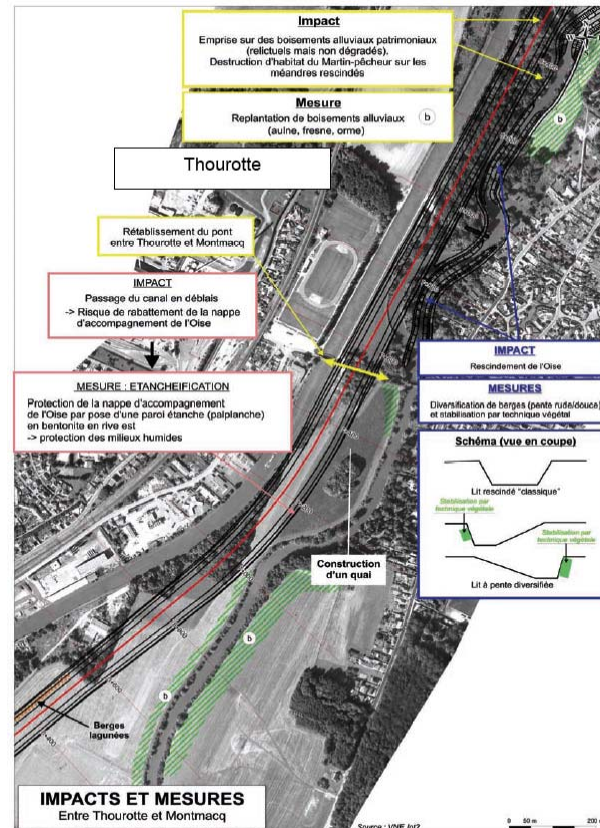 Impact
Emprise sur des boisements alluviaux patrimoniaux
(relictuels mais non dégradés).
Destruction d'habitat du Martin-pêcheur sur les
méandres rescindés
Mesure
Replantation de boisements alluviaux
(aulne, fresne, orme)
b
b
Thourotte
Rétablissement du pont
entre Thourotte et Montmacq
IMPACT
Passage du canal en déblais
-> Risque de rabattement de la nappe
d'accompagnement de l'Oise
MESURE : ETANCHEIFICATION
Protection de la nappe d'accompagnement
de l'Oise par pose d'une paroi étanche (palplanche)
en bentonite en rive est
-> protection des milieux humides
IMPACT
Rescindement de l'Oise
MESURES
Diversification de berges (pente rude/douce)
et stabilisation par technique végétal
Schéma (vue en coupe)
Lit rescindé "classique"
Stabilisation par
technique végétale
Stabilisation par
technique végétale
Lit à pente diversifiée
Construction
d'un quai
b
b
Berges
lagunées
IMPACTS ET MESURES
Entre Thourotte et Montmacq
Source : VNF
0 50 m 200 m